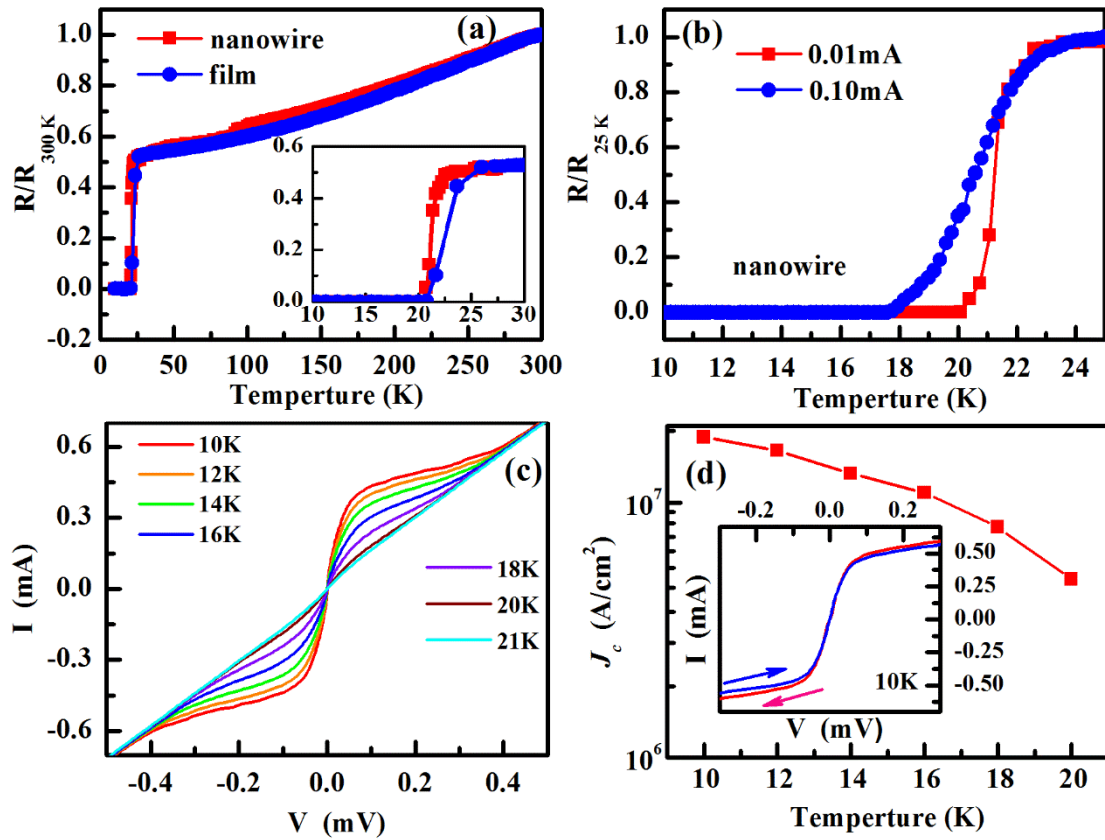 (a)
nanowire
film
R/R300 K
1.0
0.8
0.6
0.4
0.2
0.0
-0.2
0 50 100 150 200 250 300
Temperture (K)
0.6
0.4
0.2
0.0
10 15 20 25 30
(b)
0.01mA
0.10mA
R/R25 K
1.0
0.8
0.6
0.4
0.2
0.0
nanowire
10 12 14 16 18 20 22 24
Temperture (K)
(c)
10K
12K
14K
16K
18K
20K
21K
I (mA)
0.6
0.3
0.0
-0.3
-0.6
-0.4 -0.2 0.0 0.2 0.4
V (mV)
(d)
Jc (A/cm2)
107
106
-0.2 0.0 0.2
I (mA)
0.50
0.25
0.00
-0.25
-0.50
10K
V (mV)
10 12 14 16 18 20
Temperture (K)